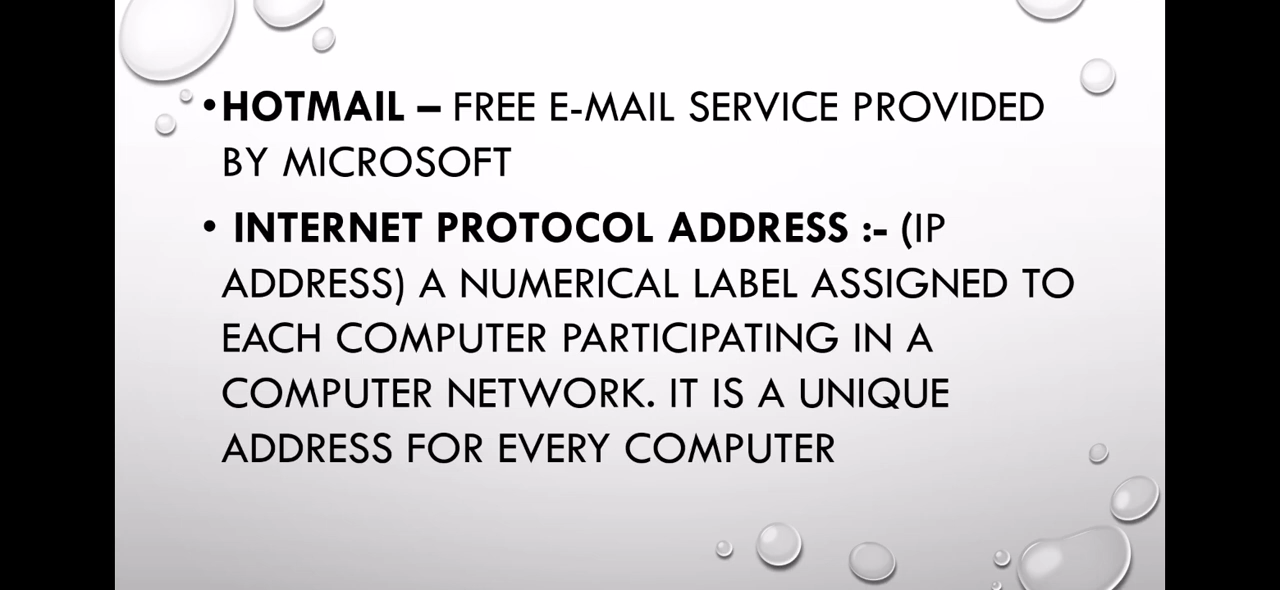 •HOTMAIL – FREE E-MAIL SERVICE PROVIDED
BY MICROSOFT
• INTERNET PROTOCOL ADDRESS :- (IP
ADDRESS) A NUMERICAL LABEL ASSIGNED TO
EACH COMPUTER PARTICIPATING IN A
COMPUTER NETWORK. IT IS A UNIQUE
ADDRESS FOR EVERY COMPUTER